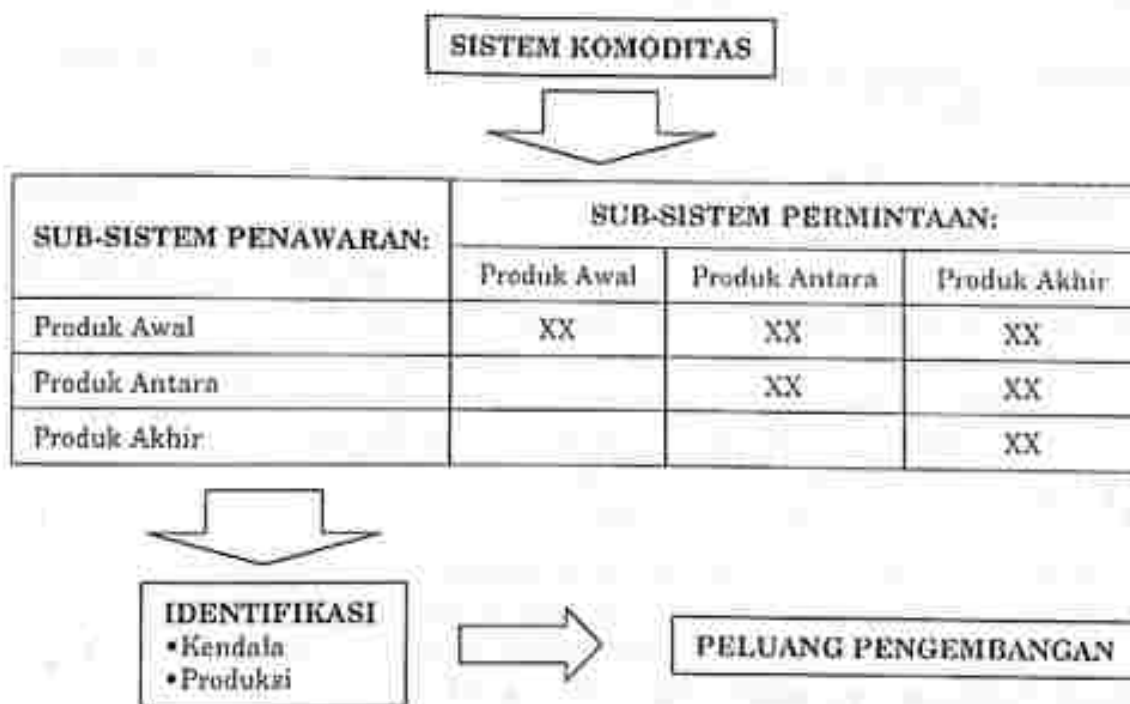 SISTEM KOMODITAS
SUB-SISTEM PENAWARAN:
SUB-SISTEM PERMINTAAN:
Produk Awal
Produk Antara
Produk Akhir
Produk Awal
XX
XX
XX
Produk Antara
XX
XX
Produk Akhir
XX
IDENTIFIKASI
•Kendala
•Produksi
PELUANG PENGEMBANGAN